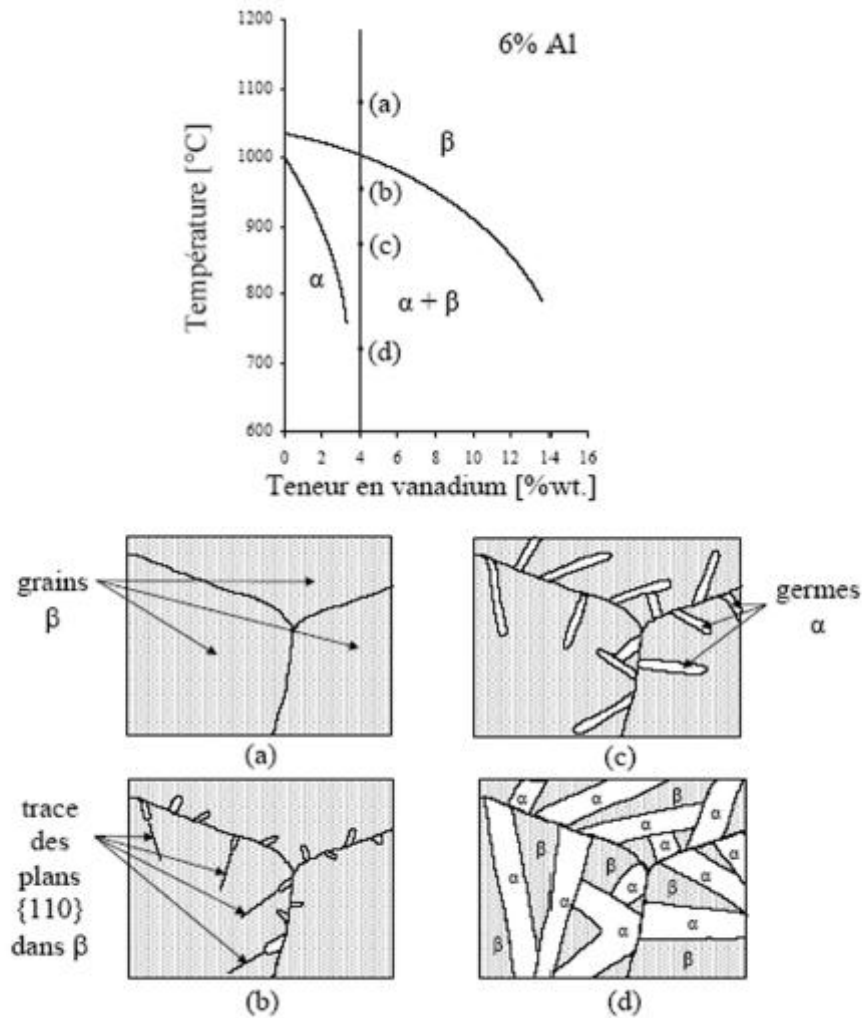 1200
6% Al
1100
(a)
β
1000
(b)
900
(c)
α
α + β
800
(d)
700
600
0 2 4 6 8 10 12 14 16
Température [°C]
Teneur en vanadium [%wt.]
grains
β
(a)
germes
α
(c)
trace
des
plans
{110}
dans β
(b)
α α β α
β α α
α α β α
α β α β α
α α
β β
(d)